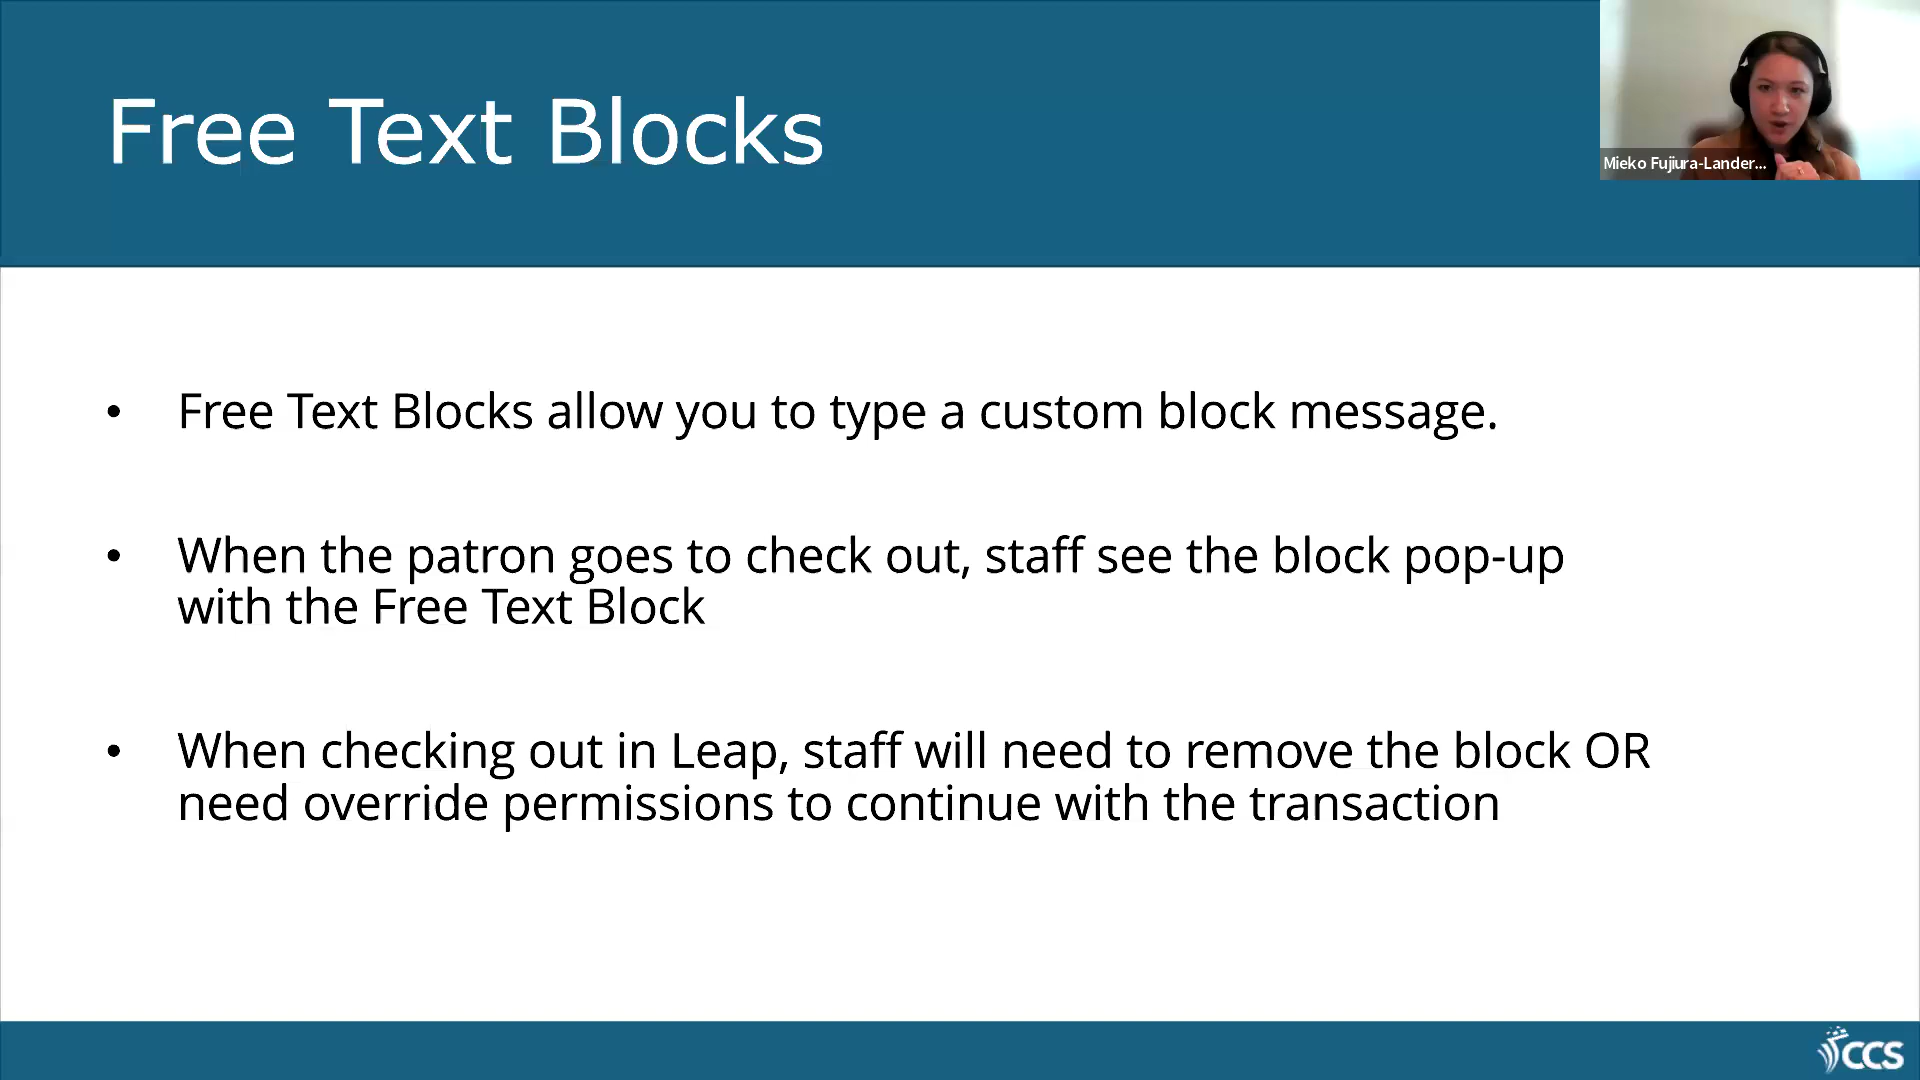 Free Text Blocks
Mieko Fujiura-Lander...
• Free Text Blocks allow you to type a custom block message.
• When the patron goes to check out, staff see the block pop-up
with the Free Text Block
• When checking out in Leap, staff will need to remove the block OR
need override permissions to continue with the transaction
CCS